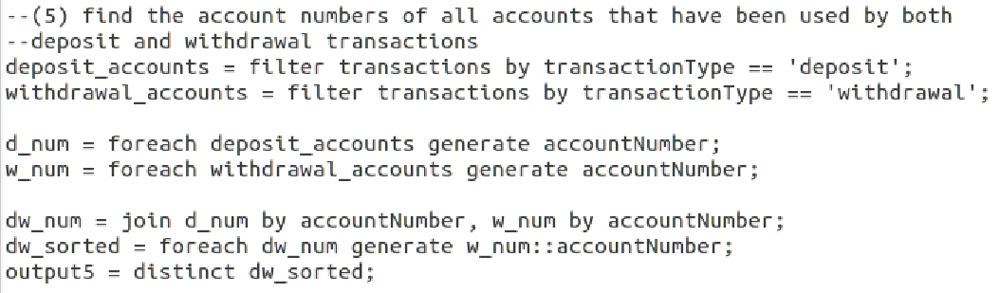 --(5) find the account numbers of all accounts that have been used by both
--deposit and withdrawal transactions
deposit_accounts = filter transactions by transactionType == 'deposit';
withdrawal_accounts = filter transactions by transactionType == 'withdrawal';
d_num = foreach deposit_accounts generate accountNumber;
w_num = foreach withdrawal_accounts generate accountNumber;
dw_num = join d_num by accountNumber, w_num by accountNumber;
dw_sorted = foreach dw_num generate w_num::accountNumber;
output5 = distinct dw_sorted;